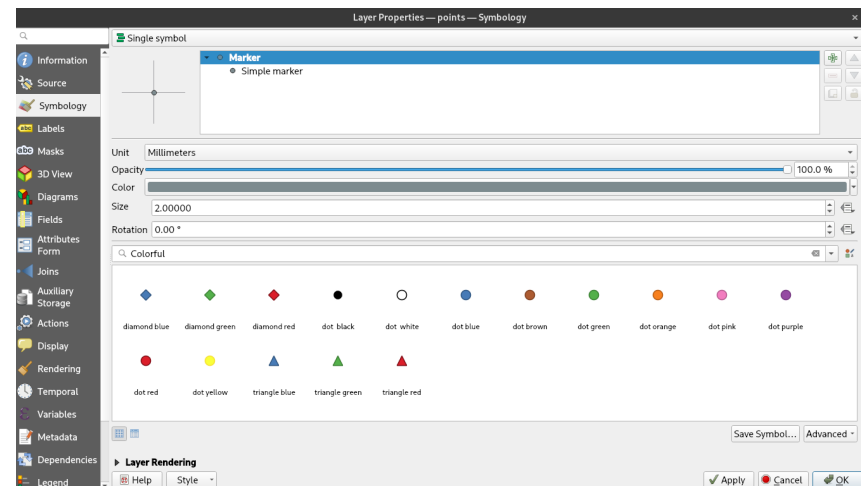 Layer Properties — points — Symbology
Single symbol
Information
Source
Symbology
abc Labels
abc Masks
3D View
Diagrams
Fields
Attributes
Form
Joins
Auxiliary
Storage
Actions
Display
Rendering
Temporal
Variables
Metadata
Dependencies
Legend
Marker
Simple marker
Unit Millimeters
Opacity 100.0 %
Color
Size 2.00000
Rotation 0.00 °
Colorful
diamond blue diamond green diamond red dot black dot white dot blue dot brown dot green dot orange dot pink dot purple
dot red dot yellow triangle blue triangle green triangle red
Save Symbol... Advanced
Layer Rendering
Help Style Apply Cancel OK